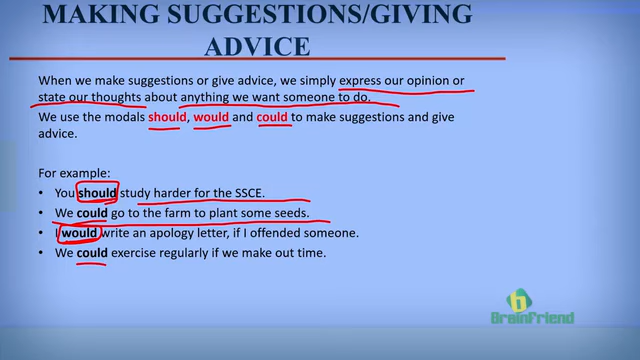 MAKING SUGGESTIONS/GIVING
ADVICE
When we make suggestions or give advice, we simply express our opinion or
state our thoughts about anything we want someone to do.
We use the modals should, would and could to make suggestions and give
advice.
For example:
• You should study harder for the SSCE.
• We could go to the farm to plant some seeds.
• I would write an apology letter, if I offended someone.
• We could exercise regularly if we make out time.
b
Brainfriend